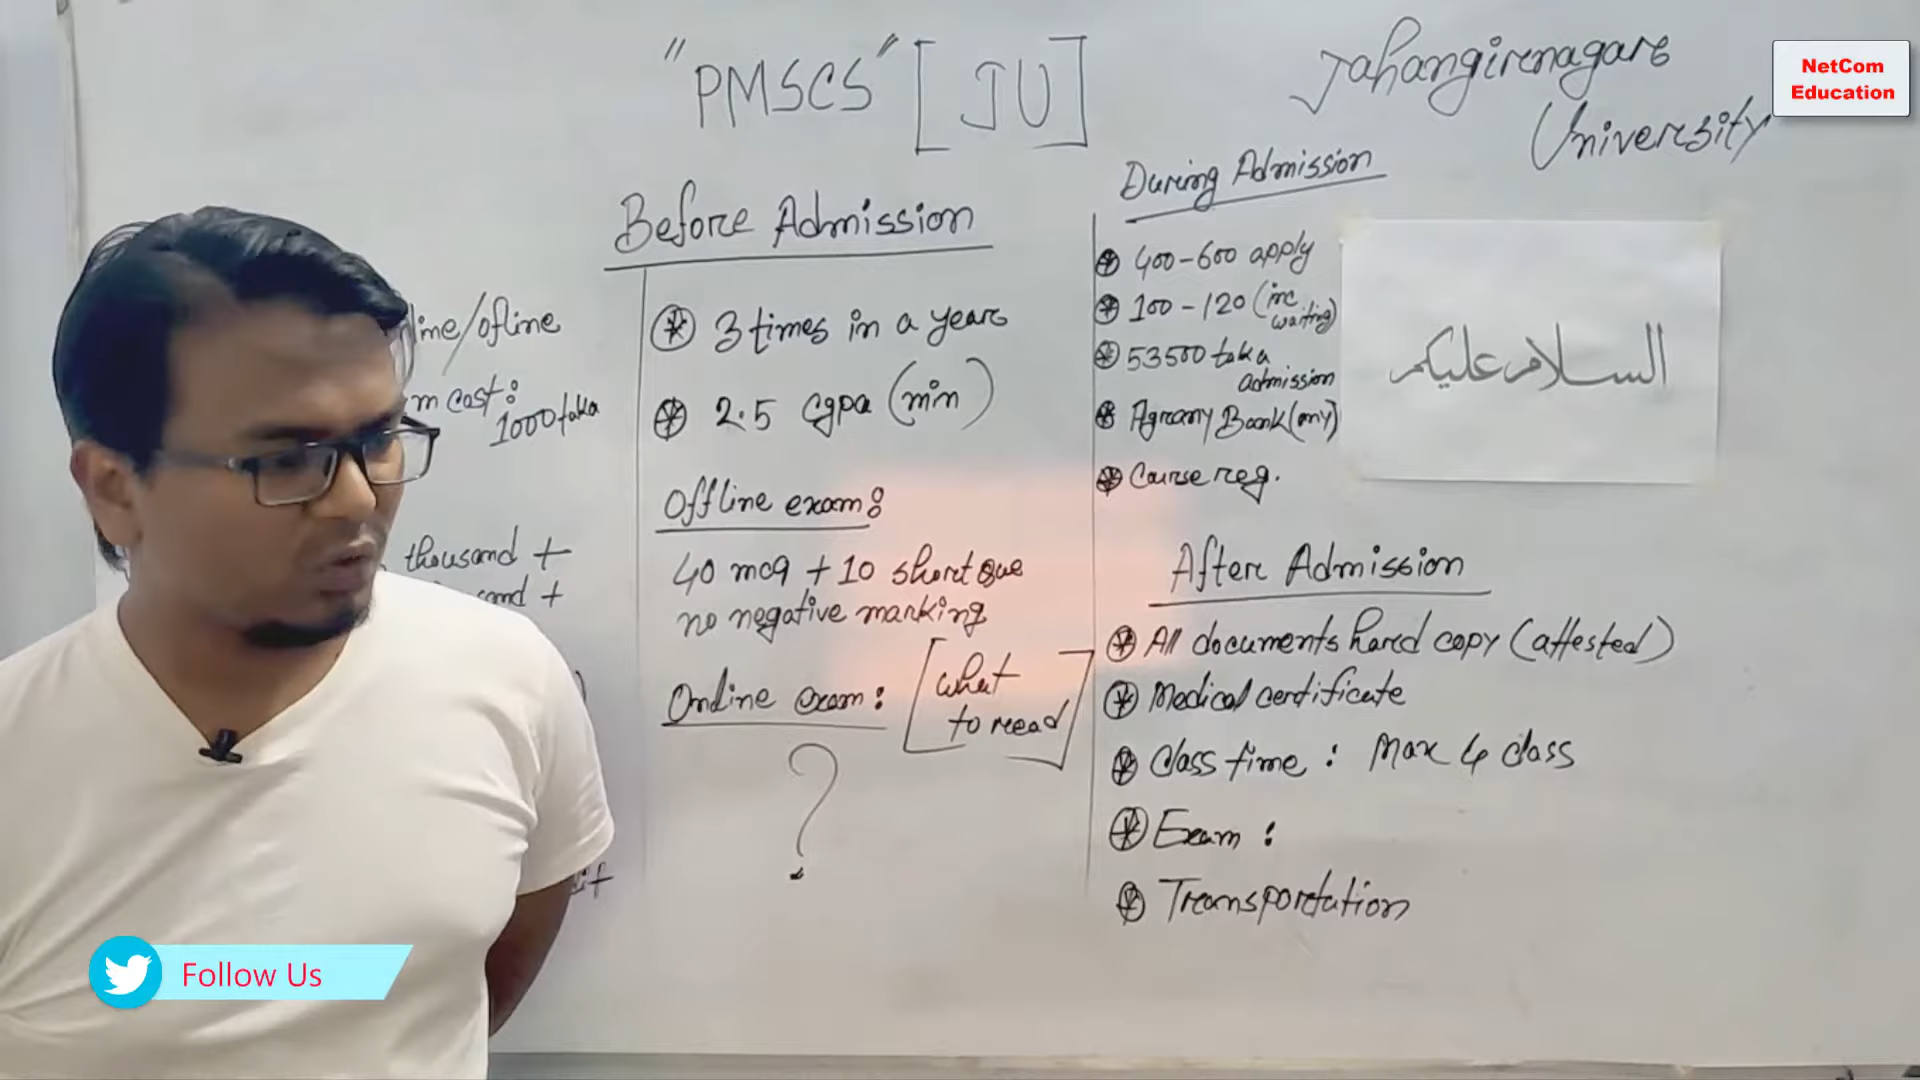 "PMSCS" [JU]
Jahangirnagar
University
NetCom
Education
line/ofline
m cost:
1000 taka
thousand +
sand +
Before Admission
⊛ 3 times in a year
⊛ 2.5 cgpa (min)
Offline exam:
40 mcq + 10 short que
no negative marking
Online exam:
[what
to read]
?
During Admission
⊛ 400-600 apply
⊛ 100-120 (inc
waiting)
⊛ 53500 taka
admission
⊛ Agrany Bank (any)
⊛ Course reg.
السلام عليكم
After Admission
⊛ All documents hard copy (attested)
⊛ Medical certificate
⊛ Class time : Max 4 class
⊛ Exam :
⊛ Transportation
Follow Us